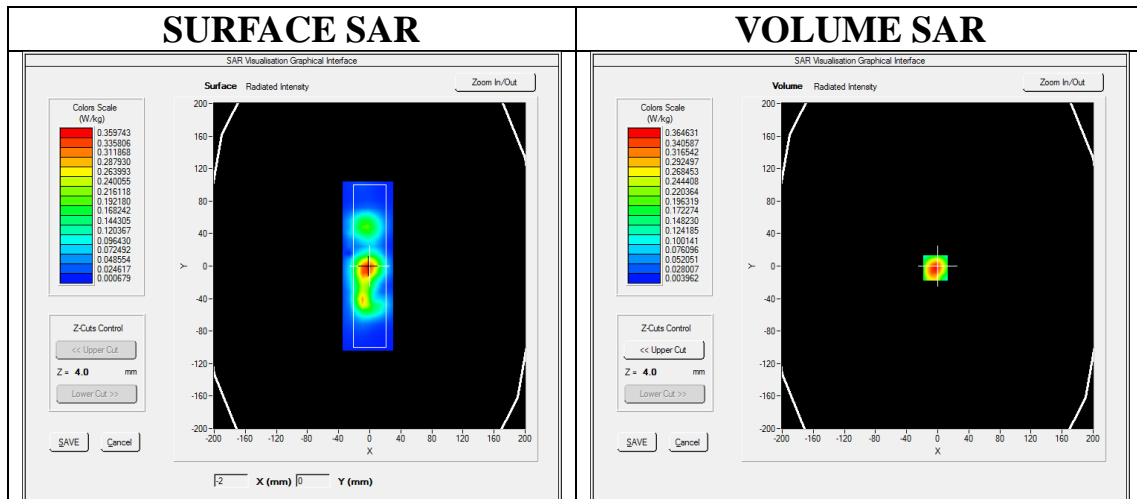 SURFACE SAR
SAR Visualisation Graphical Interface
Surface Radiated Intensity
Zoom In/Out
Colors Scale
(W/kg)
0.359743
0.335806
0.311868
0.287930
0.263993
0.240055
0.216118
0.192180
0.168242
0.144305
0.120367
0.096430
0.072492
0.048554
0.024617
0.000679
Z-Cuts Control
<< Upper Cut
Z = 4.0 mm
Lower Cut >>
SAVE Cancel
200
160
120
80
40
0
-40
-80
-120
-160
-200
Y
-200 -160 -120 -80 -40 0 40 80 120 160 200
X
-2 X (mm) 0 Y (mm)
VOLUME SAR
SAR Visualisation Graphical Interface
Volume Radiated Intensity
Zoom In/Out
Colors Scale
(W/kg)
0.364631
0.340587
0.316542
0.292497
0.268453
0.244408
0.220364
0.196319
0.172274
0.148230
0.124185
0.100141
0.076096
0.052051
0.028007
0.003962
Z-Cuts Control
<< Upper Cut
Z = 4.0 mm
Lower Cut >>
SAVE Cancel
200
160
120
80
40
0
-40
-80
-120
-160
-200
Y
-200 -160 -120 -80 -40 0 40 80 120 160 200
X